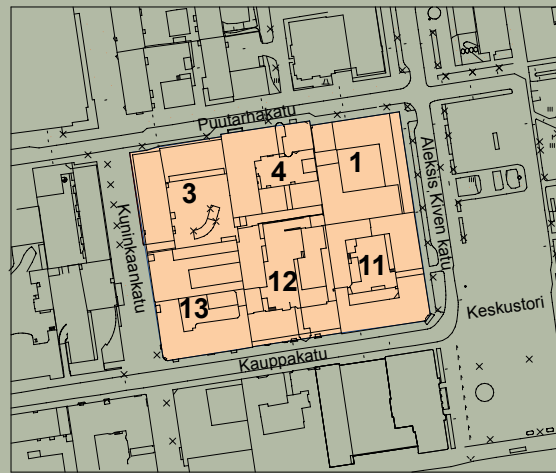 Puutarhakatu
4
1
3
Aleksis Kiven katu
Kuninkaankatu
11
12
13
Keskustori
Kauppakatu